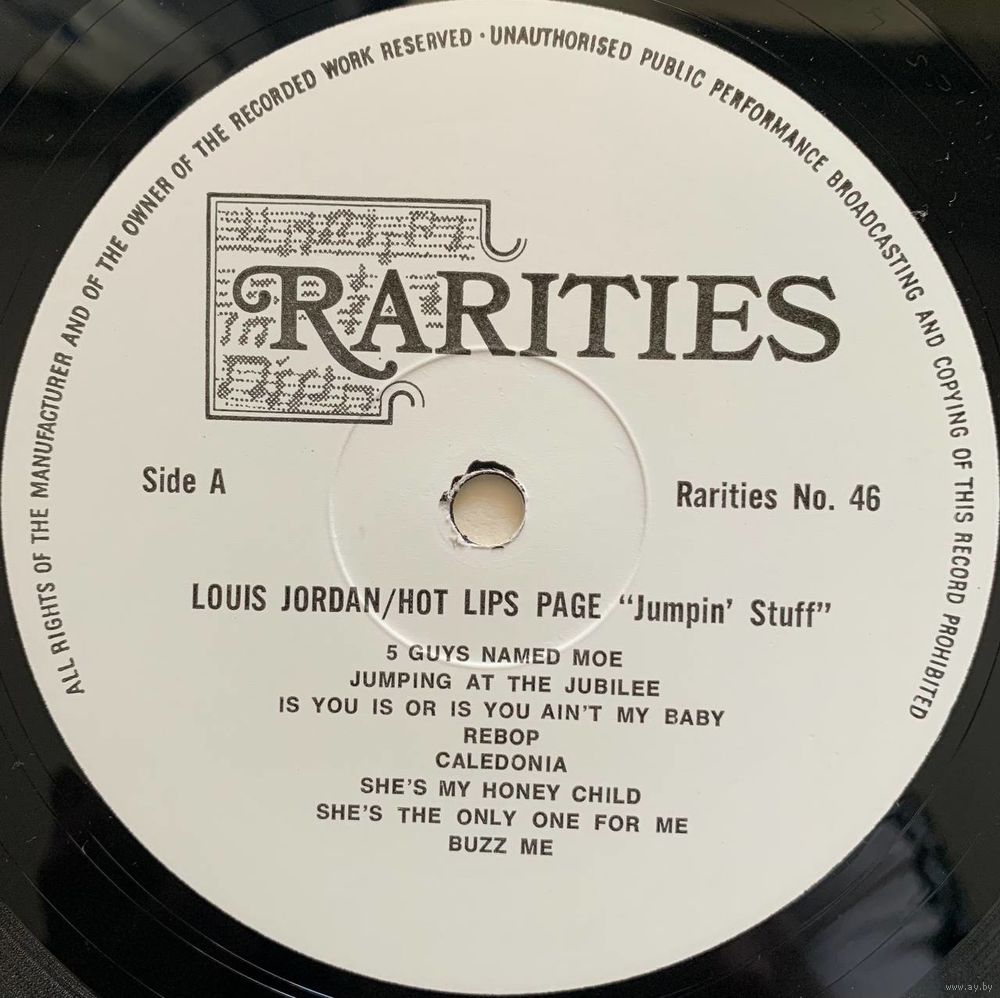 ALL RIGHTS OF THE MANUFACTURER AND OF THE OWNER OF THE RECORDED WORK RESERVED · UNAUTHORISED PUBLIC PERFORMANCE BROADCASTING AND COPYING OF THIS RECORD PROHIBITED
RARITIES
Side A
Rarities No. 46
LOUIS JORDAN/HOT LIPS PAGE "Jumpin' Stuff"
5 GUYS NAMED MOE
JUMPING AT THE JUBILEE
IS YOU IS OR IS YOU AIN'T MY BABY
REBOP
CALEDONIA
SHE'S MY HONEY CHILD
SHE'S THE ONLY ONE FOR ME
BUZZ ME
www.ay.by